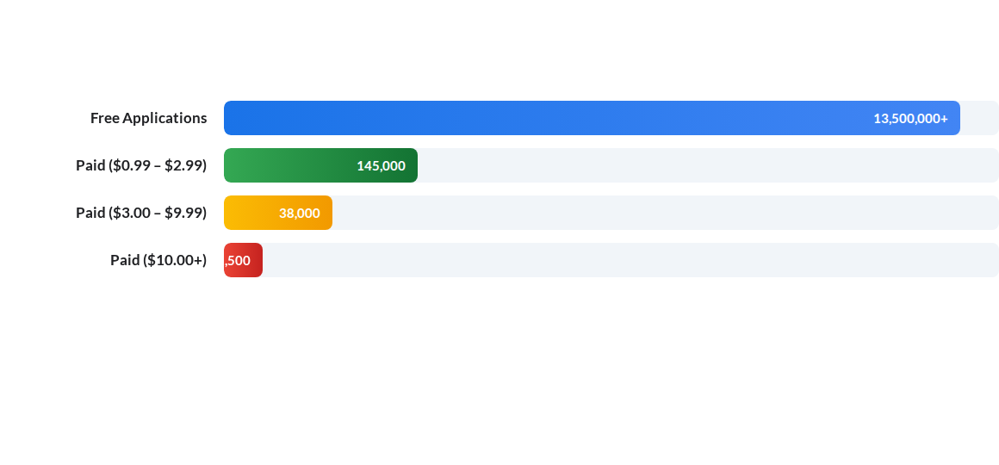 Free Applications
13,500,000+
Paid ($0.99 – $2.99)
145,000
Paid ($3.00 – $9.99)
38,000
Paid ($10.00+)
,500